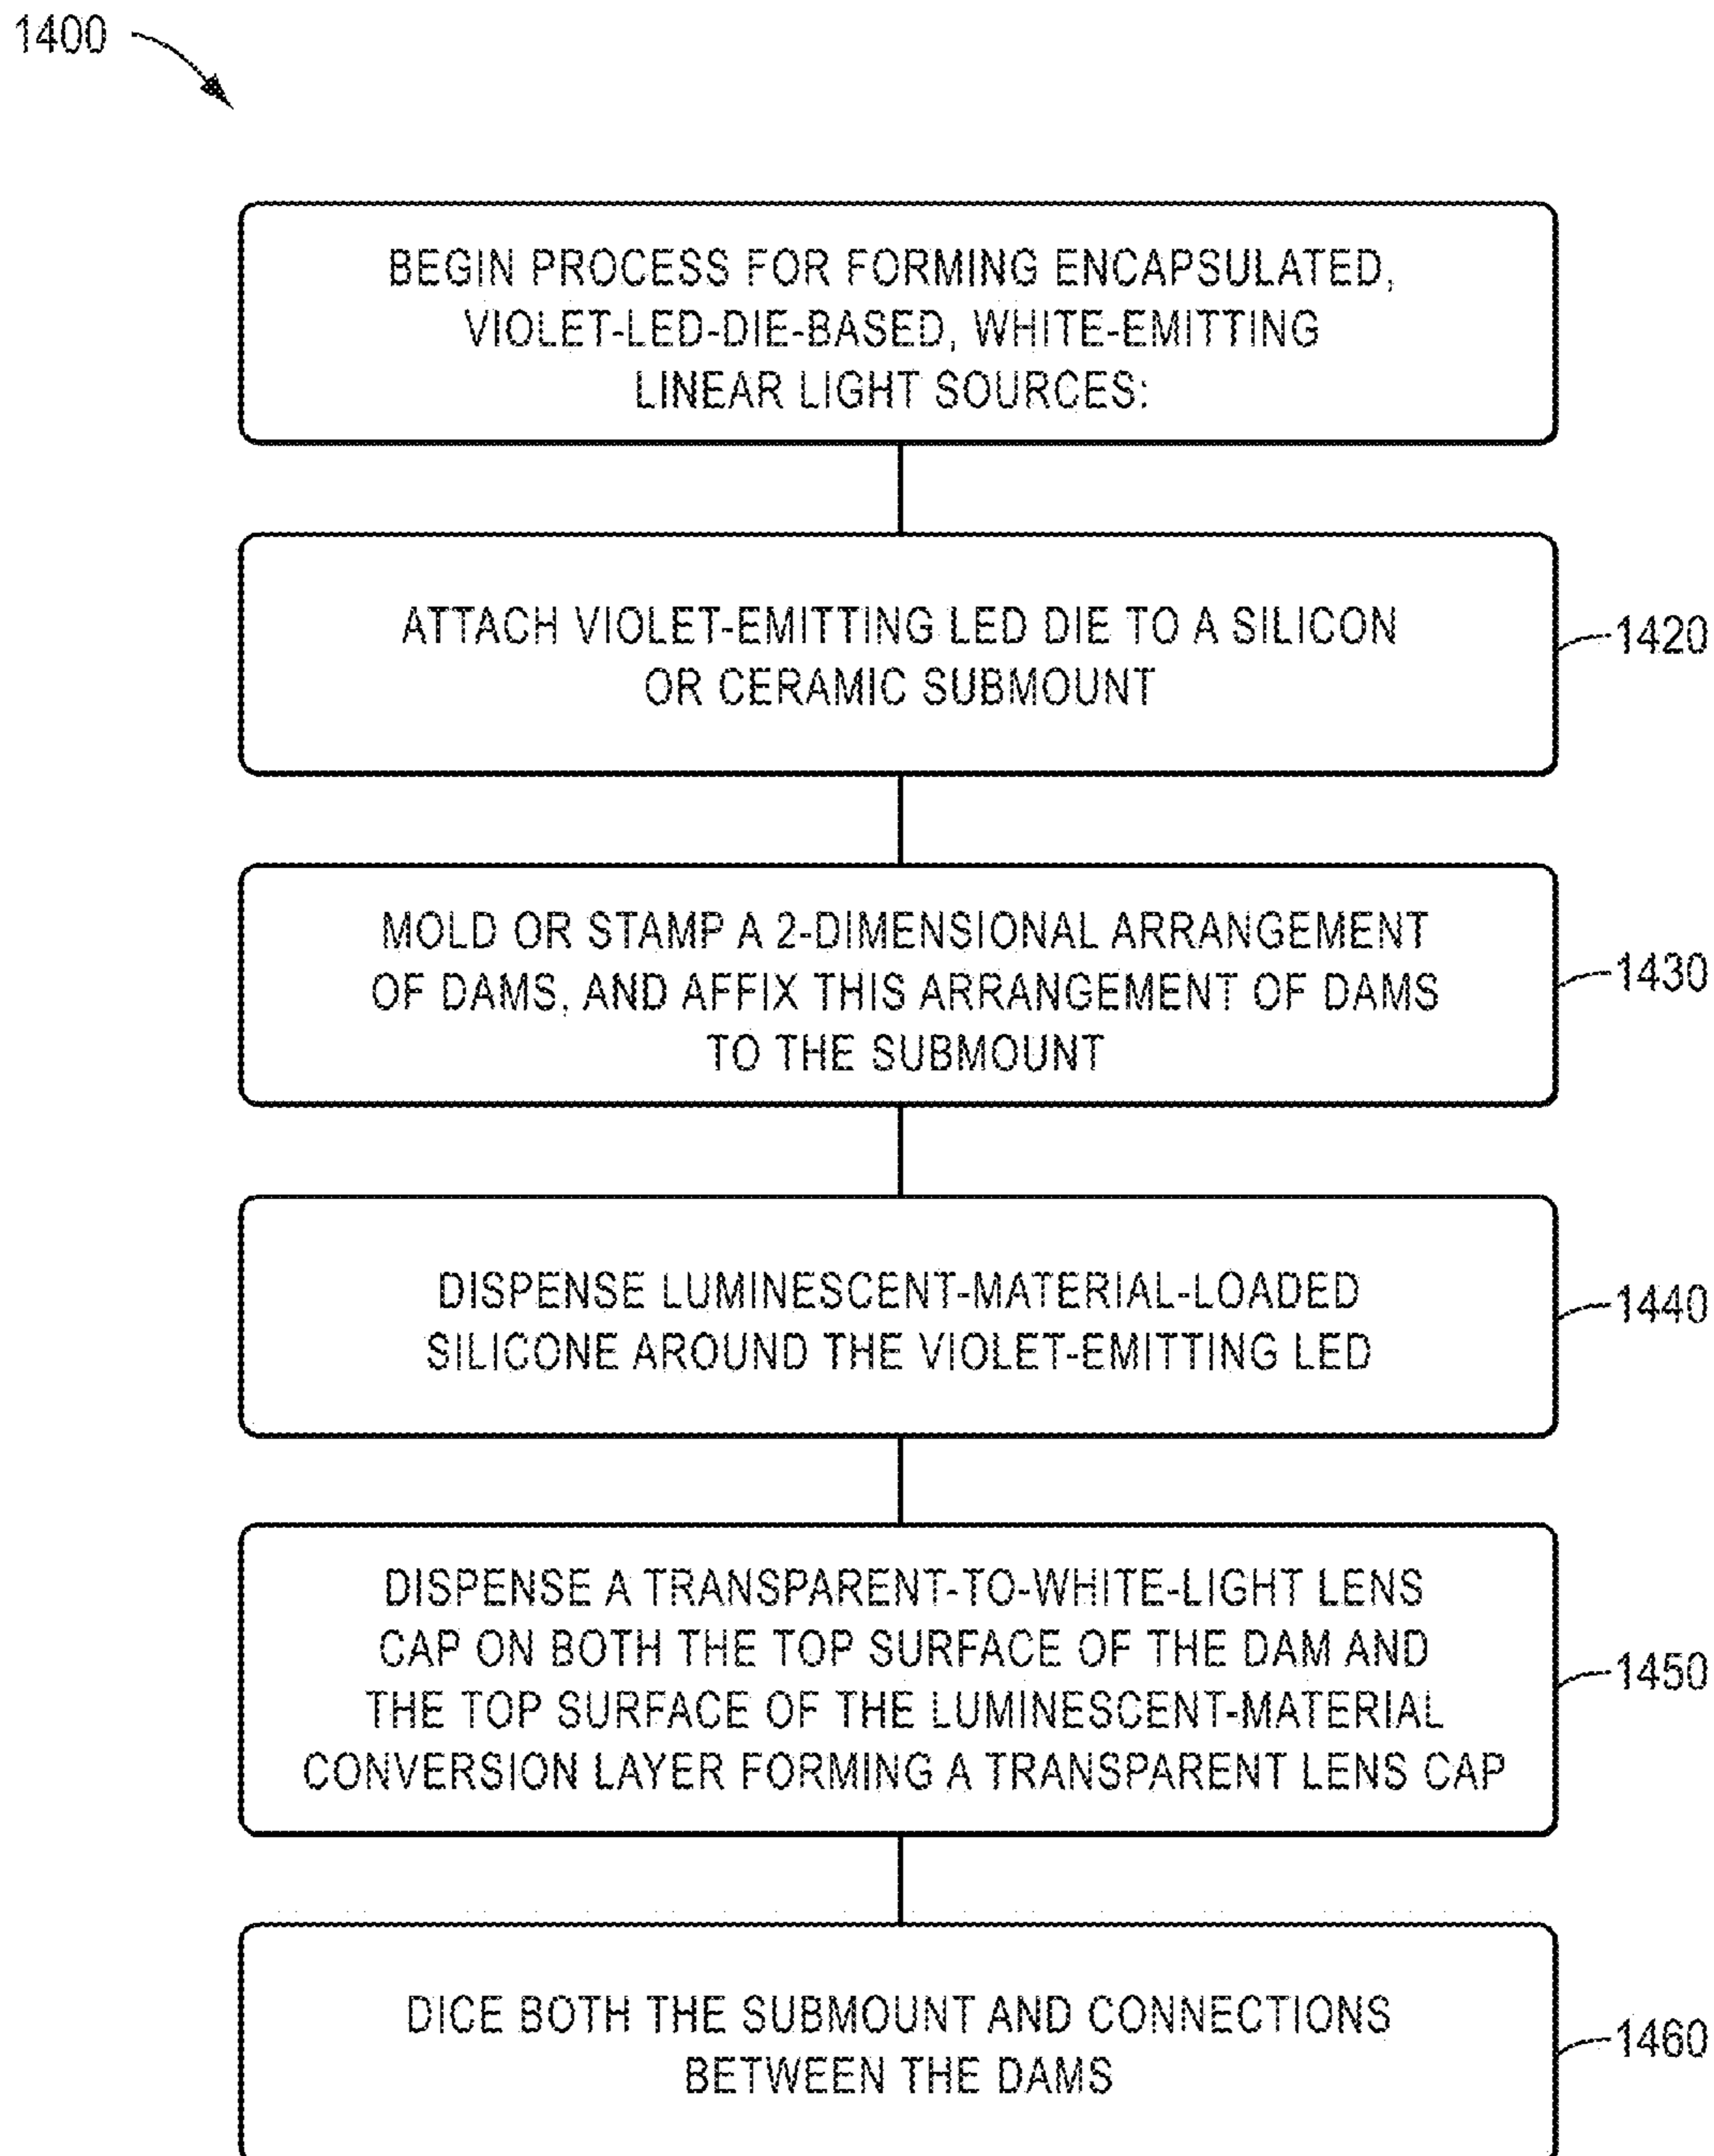 1400
BEGIN PROCESS FOR FORMING ENCAPSULATED,
VIOLET-LED-DIE-BASED, WHITE-EMITTING
LINEAR LIGHT SOURCES:
ATTACH VIOLET-EMITTING LED DIE TO A SILICON
OR CERAMIC SUBMOUNT
1420
MOLD OR STAMP A 2-DIMENSIONAL ARRANGEMENT
OF DAMS, AND AFFIX THIS ARRANGEMENT OF DAMS
TO THE SUBMOUNT
1430
DISPENSE LUMINESCENT-MATERIAL-LOADED
SILICONE AROUND THE VIOLET-EMITTING LED
1440
DISPENSE A TRANSPARENT-TO-WHITE-LIGHT LENS
CAP ON BOTH THE TOP SURFACE OF THE DAM AND
THE TOP SURFACE OF THE LUMINESCENT-MATERIAL
CONVERSION LAYER FORMING A TRANSPARENT LENS CAP
1450
DICE BOTH THE SUBMOUNT AND CONNECTIONS
BETWEEN THE DAMS
1460